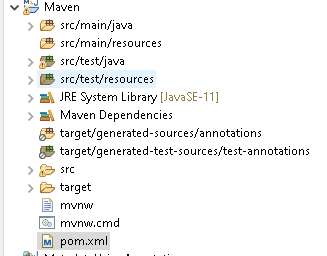 Maven
src/main/java
src/main/resources
src/test/java
src/test/resources
JRE System Library [JavaSE-11]
Maven Dependencies
target/generated-sources/annotations
target/generated-test-sources/test-annotations
src
target
mvnw
mvnw.cmd
pom.xml